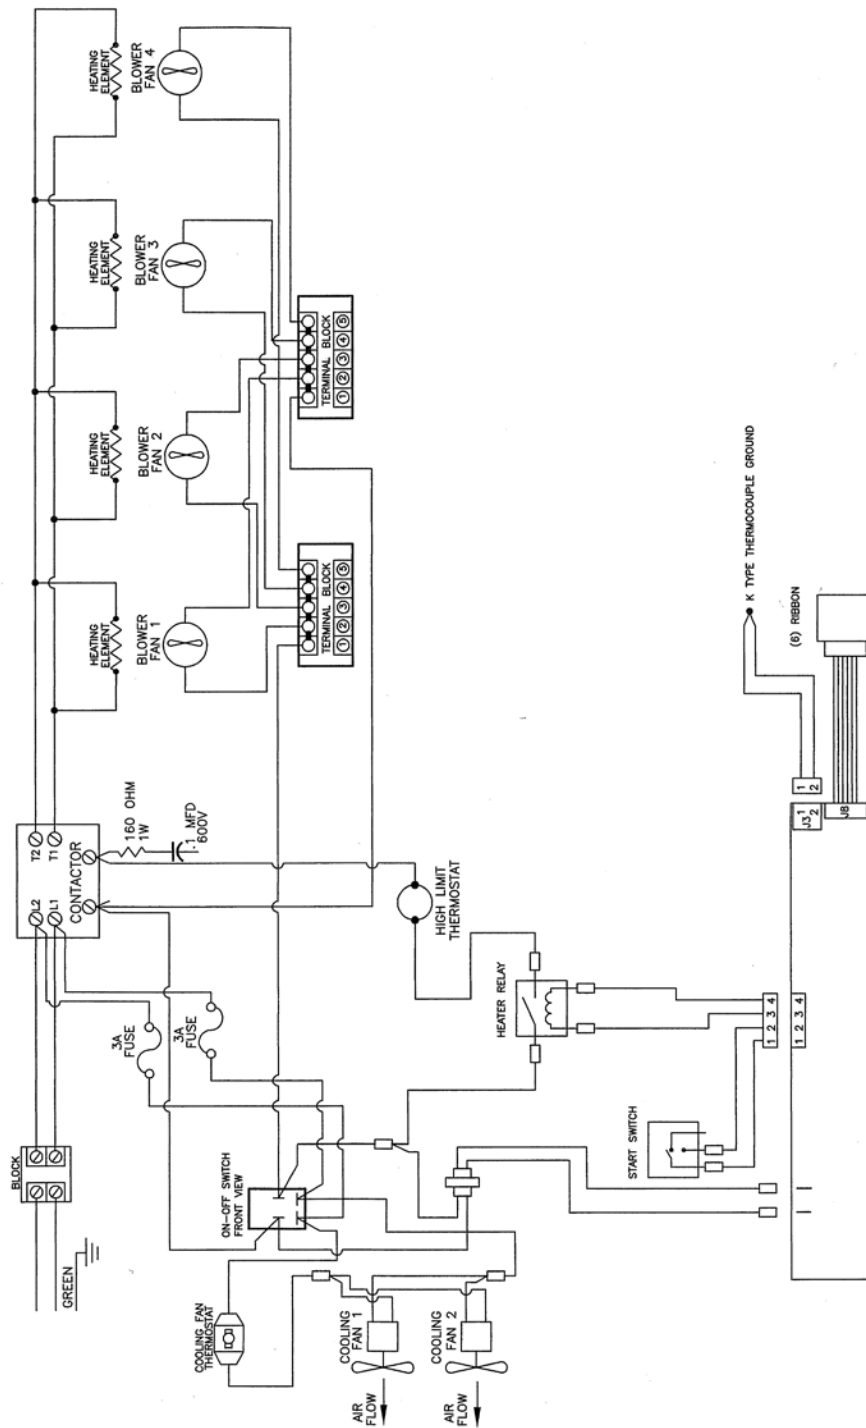 BLOCK
GREEN
L2
T2
L1
T1
CONTACTOR
160 OHM
1W
.1 MFD
600V
HEATING
ELEMENT
HEATING
ELEMENT
HEATING
ELEMENT
HEATING
ELEMENT
BLOWER
FAN 1
BLOWER
FAN 2
BLOWER
FAN 3
BLOWER
FAN 4
3A
FUSE
3A
FUSE
COOLING FAN
THERMOSTAT
ON-OFF SWITCH
FRONT VIEW
TERMINAL BLOCK
1 2 3 4 5
TERMINAL BLOCK
1 2 3 4 5
AIR
FLOW
COOLING
FAN 1
AIR
FLOW
COOLING
FAN 2
HIGH LIMIT
THERMOSTAT
HEATER RELAY
START SWITCH
K TYPE THERMOCOUPLE GROUND
1 2 3 4
1 2 3 4
(6) RIBBON
1
2
J3 1
2
J8